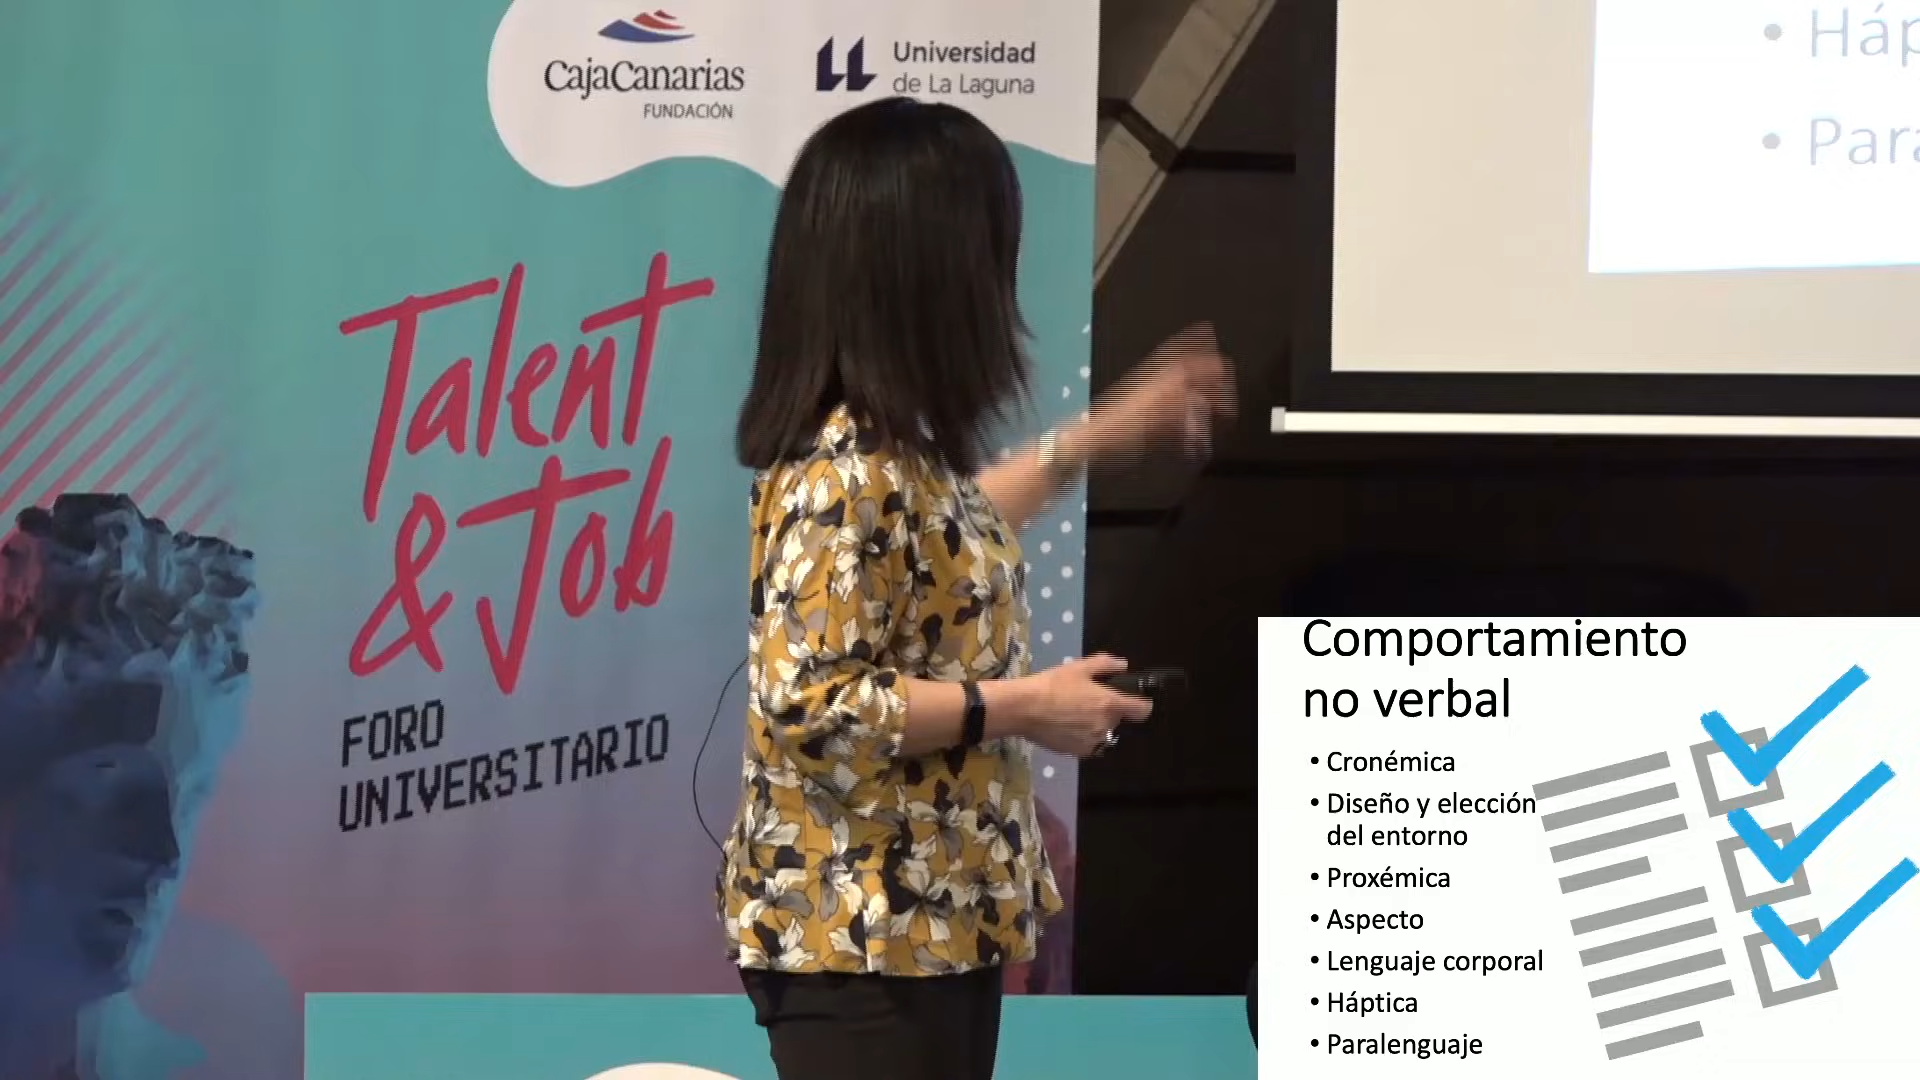 CajaCanarias
FUNDACIÓN
Universidad
de La Laguna
Talent
& Job
FORO
UNIVERSITARIO
• Háp
• Para
Comportamiento
no verbal
• Cronémica
• Diseño y elección
del entorno
• Proxémica
• Aspecto
• Lenguaje corporal
• Háptica
• Paralenguaje